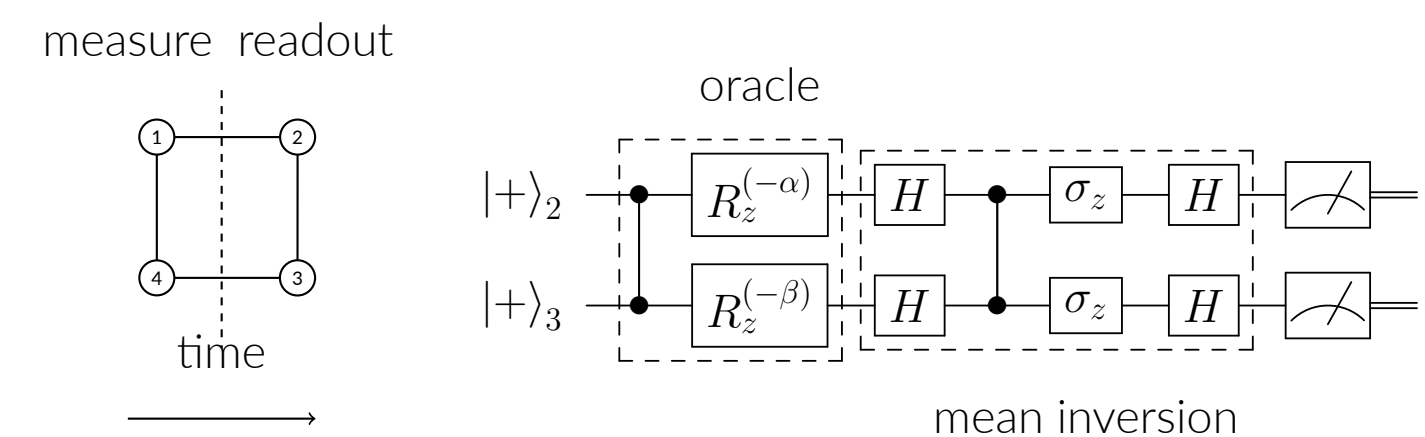 measure readout
1 2
4 3
time
oracle
|+⟩₂ R_z^(−α) H σ_z H
|+⟩₃ R_z^(−β) H σ_z H
mean inversion